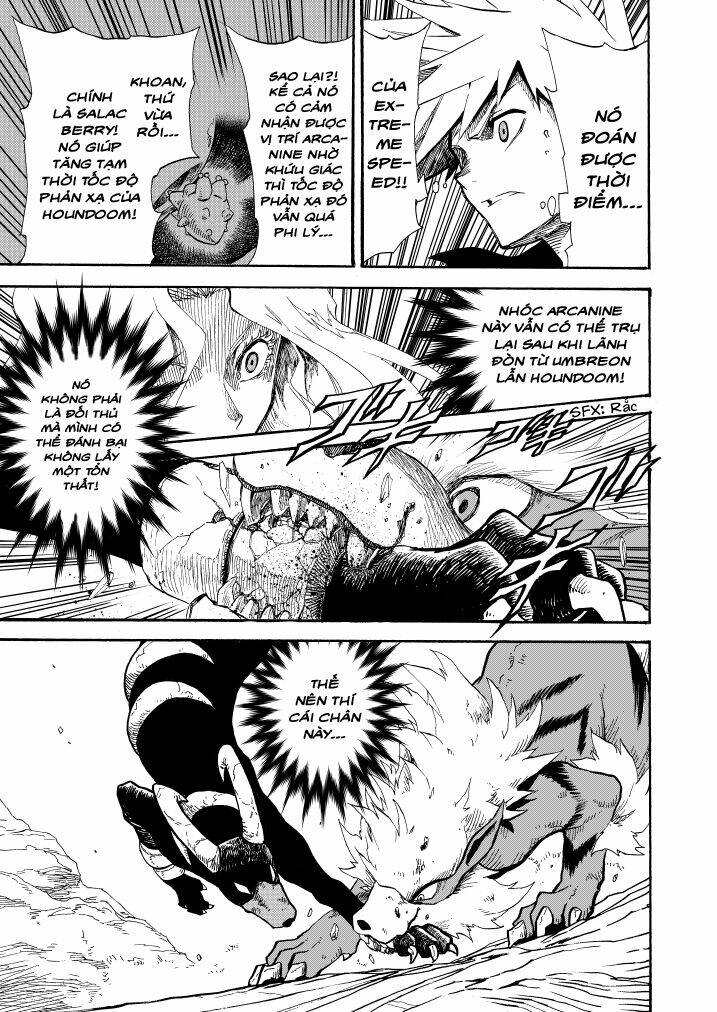 NÓ
ĐOÁN
ĐƯỢC
THỜI
ĐIỂM...
CỦA
EX-
TRE-
ME
SPE-
ED!!
SAO LẠI?!
KỂ CẢ NÓ
CÓ CẢM
NHẬN ĐƯỢC
VỊ TRÍ ARCA-
NINE NHỜ
KHỨU GIÁC
THÌ TỐC ĐỘ
PHẢN XẠ ĐÓ
VẪN QUÁ
PHI LÝ...
KHOAN,
THỨ
VỪA
RỒI...
CHÍNH
LÀ SALAC
BERRY!
NÓ GIÚP
TĂNG TẠM
THỜI TỐC ĐỘ
PHẢN XẠ CỦA
HOUNDOOM!
NHÓC ARCANINE
NÀY VẪN CÓ THỂ TRỤ
LẠI SAU KHI LÃNH
ĐÒN TỪ UMBREON
LẪN HOUNDOOM!
NÓ
KHÔNG PHẢI
LÀ ĐỐI THỦ
MÀ MÌNH CÓ
THỂ ĐÁNH BẠI
KHÔNG LẤY
MỘT TỔN
THẤT!
SFX: Rắc
THẾ
NÊN THÍ
CÁI CHÂN
NÀY...